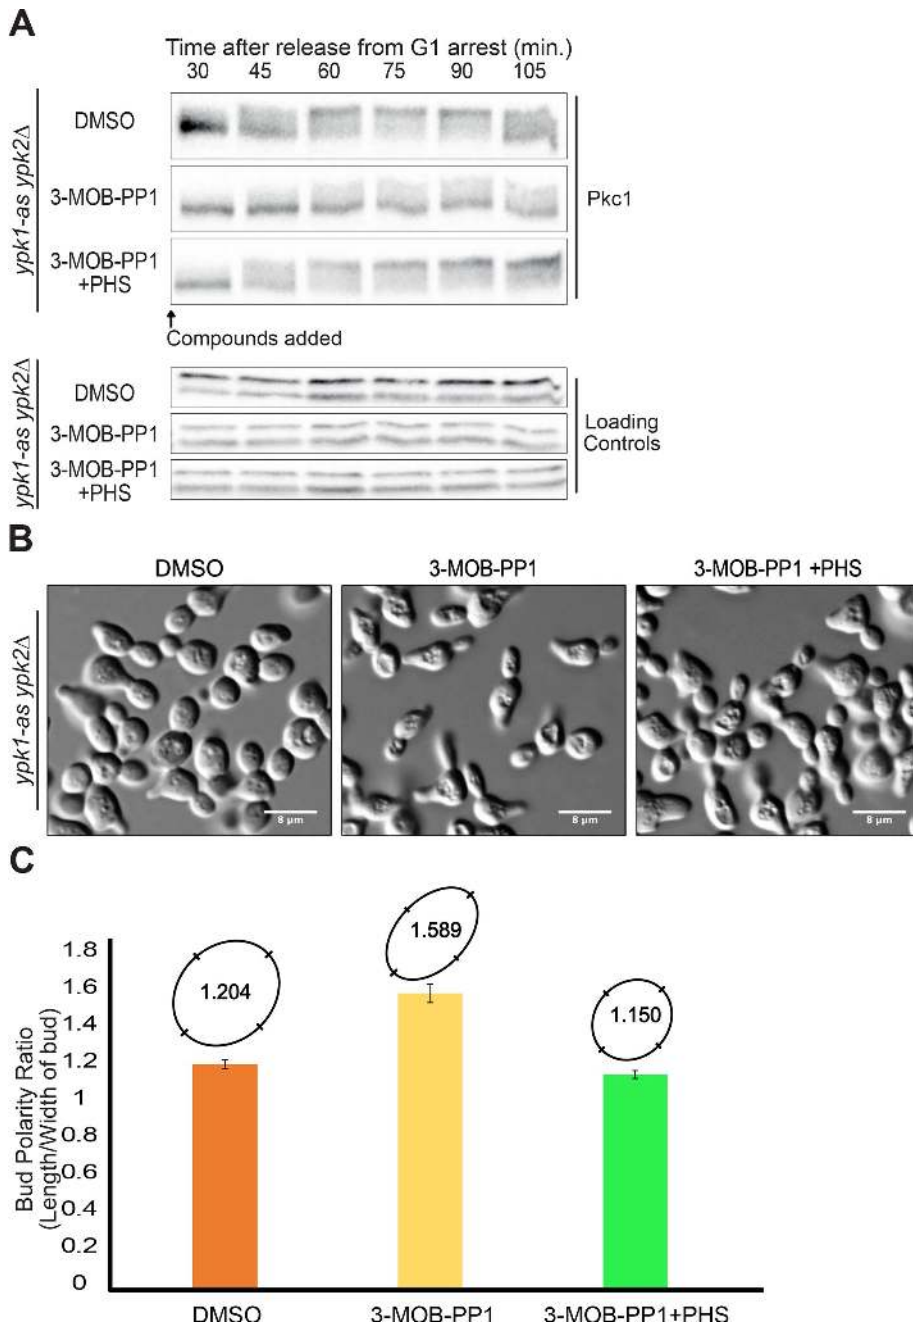 A
Time after release from G1 arrest (min.)
30 45 60 75 90 105
ypk1-as ypk2Δ
DMSO
3-MOB-PP1
3-MOB-PP1
+PHS
Pkc1
Compounds added
ypk1-as ypk2Δ
DMSO
3-MOB-PP1
3-MOB-PP1
+PHS
Loading
Controls
B
DMSO 3-MOB-PP1 3-MOB-PP1 +PHS
ypk1-as ypk2Δ
8 µm 8 µm 8 µm
C
Bud Polarity Ratio
(Length/Width of bud)
1.8
1.6
1.4
1.2
1
0.8
0.6
0.4
0.2
0
1.204
1.589
1.150
DMSO 3-MOB-PP1 3-MOB-PP1+PHS